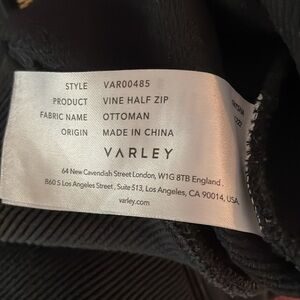 STYLE VAR00485
PRODUCT VINE HALF ZIP
FABRIC NAME OTTOMAN
ORIGIN MADE IN CHINA
VARLEY
64 New Cavendish Street London, W1G 8TB England.
860 S Los Angeles Street, Suite 513, Los Angeles, CA 90014, USA
varley.com